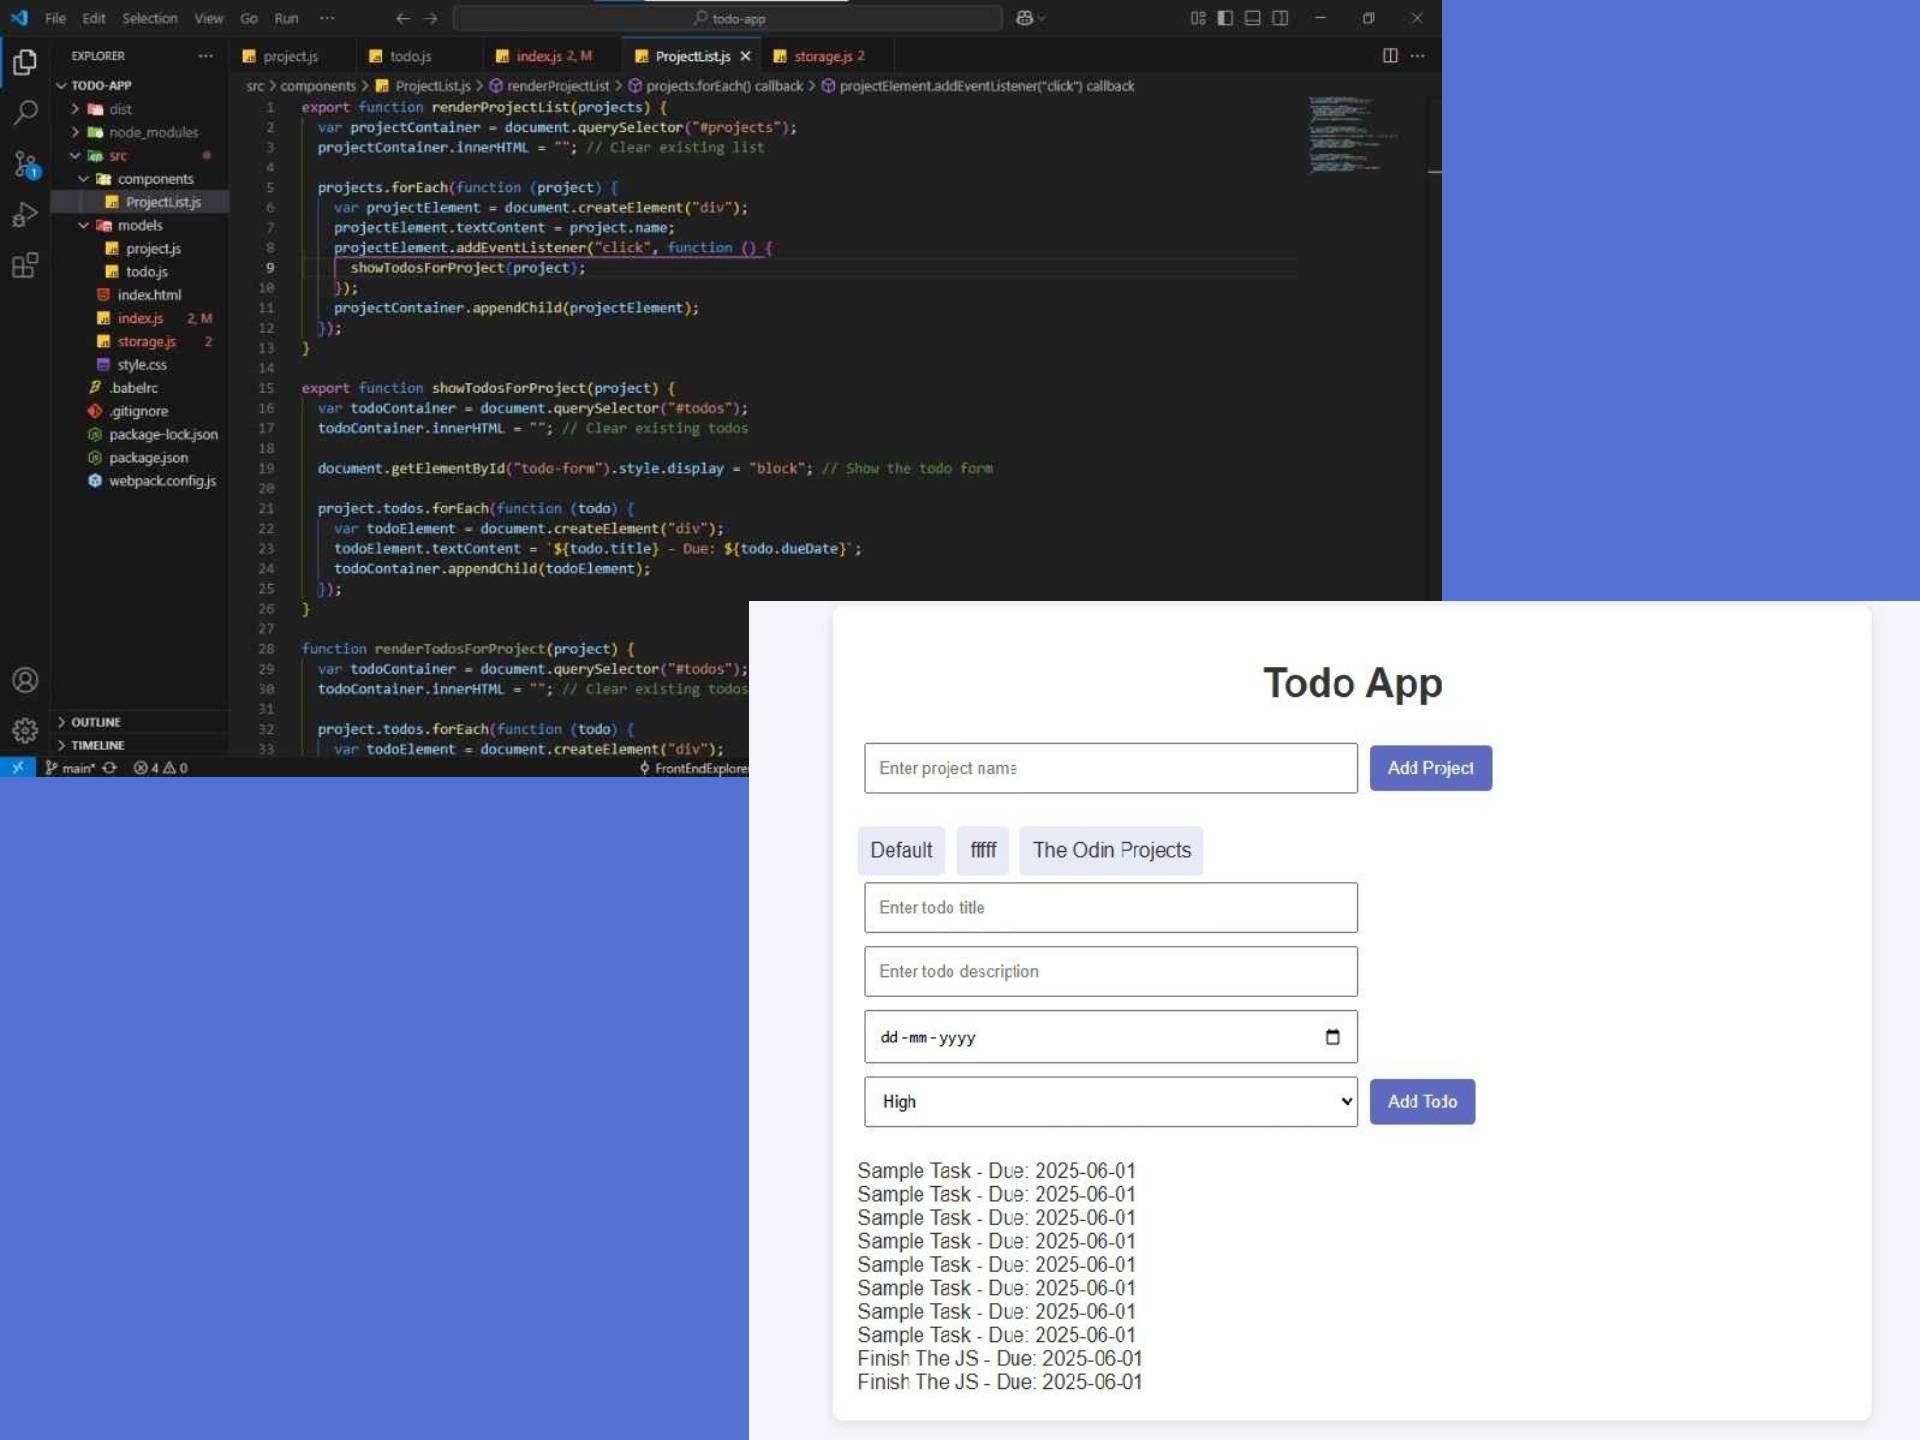 File Edit Selection View Go Run ··· todo-app
EXPLORER ···
TODO-APP
dist
node_modules
src
components
ProjectList.js
models
project.js
todo.js
index.html
index.js 2, M
storage.js 2
style.css
.babelrc
.gitignore
package-lock.json
package.json
webpack.config.js
OUTLINE
TIMELINE
1
project.js todo.js index.js 2, M ProjectList.js storage.js 2
src > components > ProjectList.js > renderProjectList > projects.forEach() callback > projectElement.addEventListener("click") callback
1 export function renderProjectList(projects) {
2 var projectContainer = document.querySelector("#projects");
3 projectContainer.innerHTML = ""; // Clear existing list
4
5 projects.forEach(function (project) {
6 var projectElement = document.createElement("div");
7 projectElement.textContent = project.name;
8 projectElement.addEventListener("click", function () {
9 showTodosForProject(project);
10 });
11 projectContainer.appendChild(projectElement);
12 });
13 }
14
15 export function showTodosForProject(project) {
16 var todoContainer = document.querySelector("#todos");
17 todoContainer.innerHTML = ""; // Clear existing todos
18
19 document.getElementById("todo-form").style.display = "block"; // Show the todo form
20
21 project.todos.forEach(function (todo) {
22 var todoElement = document.createElement("div");
23 todoElement.textContent = `${todo.title} - Due: ${todo.dueDate}`;
24 todoContainer.appendChild(todoElement);
25 });
26 }
27
28 function renderTodosForProject(project) {
29 var todoContainer = document.querySelector("#todos");
30 todoContainer.innerHTML = ""; // Clear existing todos
31
32 project.todos.forEach(function (todo) {
33 var todoElement = document.createElement("div");
main* 4 0 FrontEndExplorer
Todo App
Enter project name Add Project
Default fffff The Odin Projects
Enter todo title
Enter todo description
dd-mm-yyyy
High Add Todo
Sample Task - Due: 2025-06-01
Sample Task - Due: 2025-06-01
Sample Task - Due: 2025-06-01
Sample Task - Due: 2025-06-01
Sample Task - Due: 2025-06-01
Sample Task - Due: 2025-06-01
Sample Task - Due: 2025-06-01
Sample Task - Due: 2025-06-01
Finish The JS - Due: 2025-06-01
Finish The JS - Due: 2025-06-01